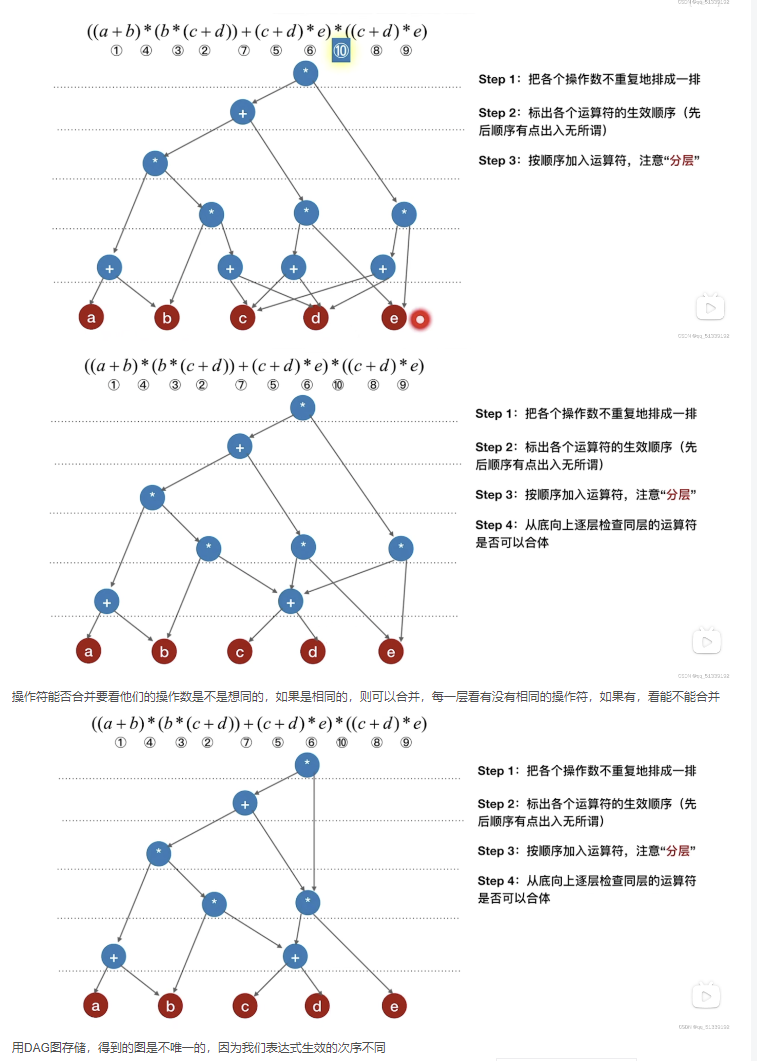 ((a+b)*(b*(c+d))+(c+d)*e)*((c+d)*e)
① ④ ③ ② ⑦ ⑤ ⑥ ⑩ ⑧ ⑨
*
+
*
* * *
+ + + +
a b c d e
Step 1：把各个操作数不重复地排成一排
Step 2：标出各个运算符的生效顺序（先
后顺序有点出入无所谓）
Step 3：按顺序加入运算符，注意“分层”
((a+b)*(b*(c+d))+(c+d)*e)*((c+d)*e)
① ④ ③ ② ⑦ ⑤ ⑥ ⑩ ⑧ ⑨
*
+
*
* * *
+ +
a b c d e
Step 1：把各个操作数不重复地排成一排
Step 2：标出各个运算符的生效顺序（先
后顺序有点出入无所谓）
Step 3：按顺序加入运算符，注意“分层”
Step 4：从底向上逐层检查同层的运算符
是否可以合体
操作符能否合并要看他们的操作数是不是想同的，如果是相同的，则可以合并，每一层看有没有相同的操作符，如果有，看能不能合并
((a+b)*(b*(c+d))+(c+d)*e)*((c+d)*e)
① ④ ③ ② ⑦ ⑤ ⑥ ⑩ ⑧ ⑨
*
+
*
* *
+ +
a b c d e
Step 1：把各个操作数不重复地排成一排
Step 2：标出各个运算符的生效顺序（先
后顺序有点出入无所谓）
Step 3：按顺序加入运算符，注意“分层”
Step 4：从底向上逐层检查同层的运算符
是否可以合体
用DAG图存储，得到的图是不唯一的，因为我们表达式生效的次序不同